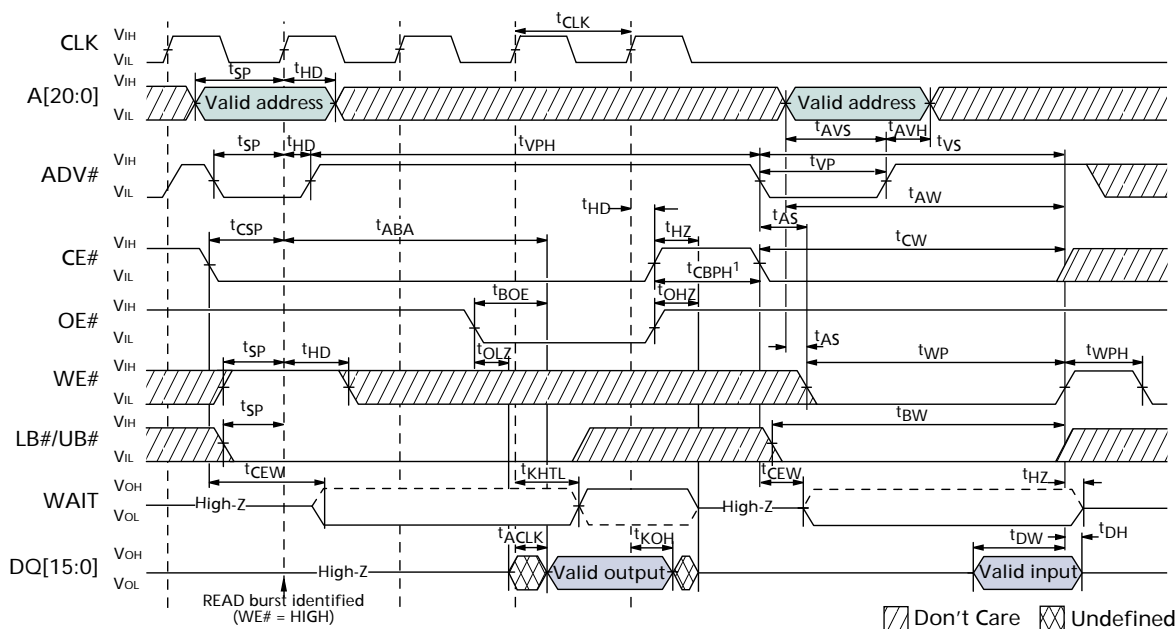 tCLK
CLK VIH
VIL
tSP tHD
A[20:0] VIH
VIL
Valid address Valid address
tAVS tAVH
tSP tHD tVPH tVS
ADV# VIH
VIL
tVP
tHD tAS tAW
tCSP tABA tHZ tCW
CE# VIH
VIL
tCBPH1
tBOE tOHZ
OE# VIH
VIL
tOLZ tAS
tSP tHD tWP tWPH
WE# VIH
VIL
tSP tBW
LB#/UB# VIH
VIL
tCEW tKHTL tCEW tHZ
WAIT VOH
VOL
High-Z High-Z
tACLK tKOH tDW tDH
DQ[15:0] VOH
VOL
High-Z Valid output Valid input
READ burst identified
(WE# = HIGH)
Don't Care Undefined